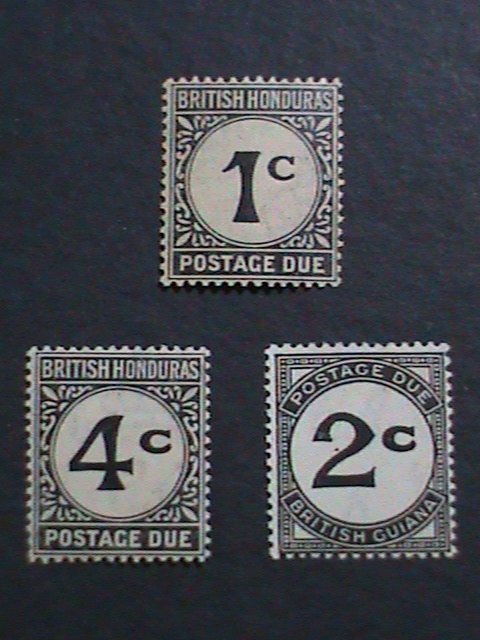 BRITISH HONDURAS
1c
POSTAGE DUE
BRITISH HONDURAS
4c
POSTAGE DUE
POSTAGE DUE
2c
BRITISH GUIANA